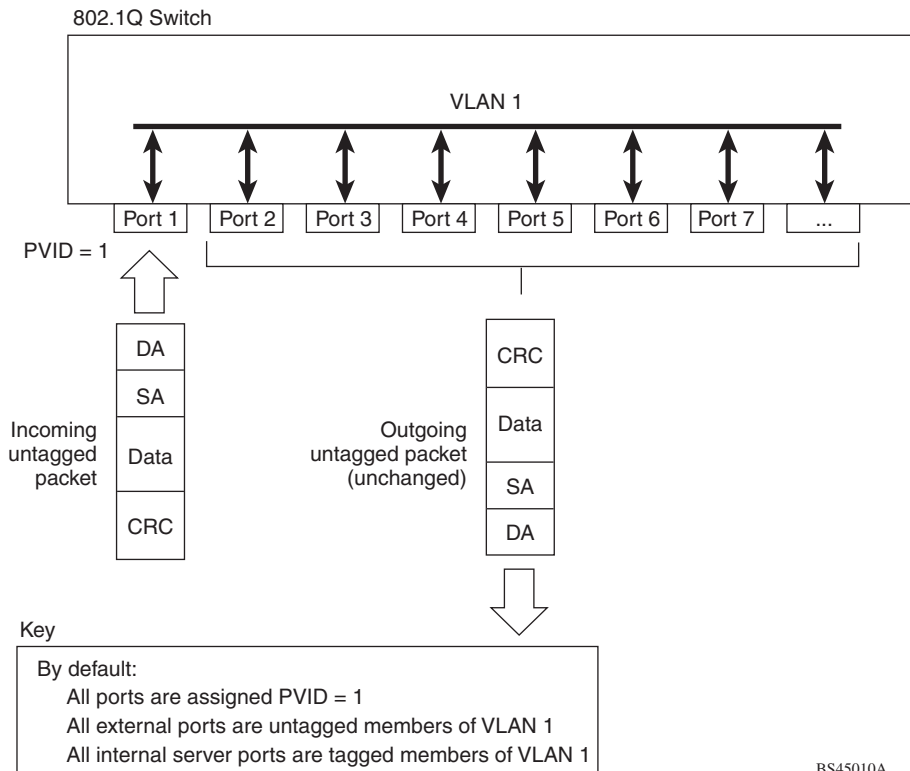 802.1Q Switch
VLAN 1
Port 1
Port 2
Port 3
Port 4
Port 5
Port 6
Port 7
...
PVID = 1
DA
SA
Data
CRC
Incoming
untagged
packet
CRC
Data
SA
DA
Outgoing
untagged packet
(unchanged)
Key
By default:
All ports are assigned PVID = 1
All external ports are untagged members of VLAN 1
All internal server ports are tagged members of VLAN 1
BS45010A